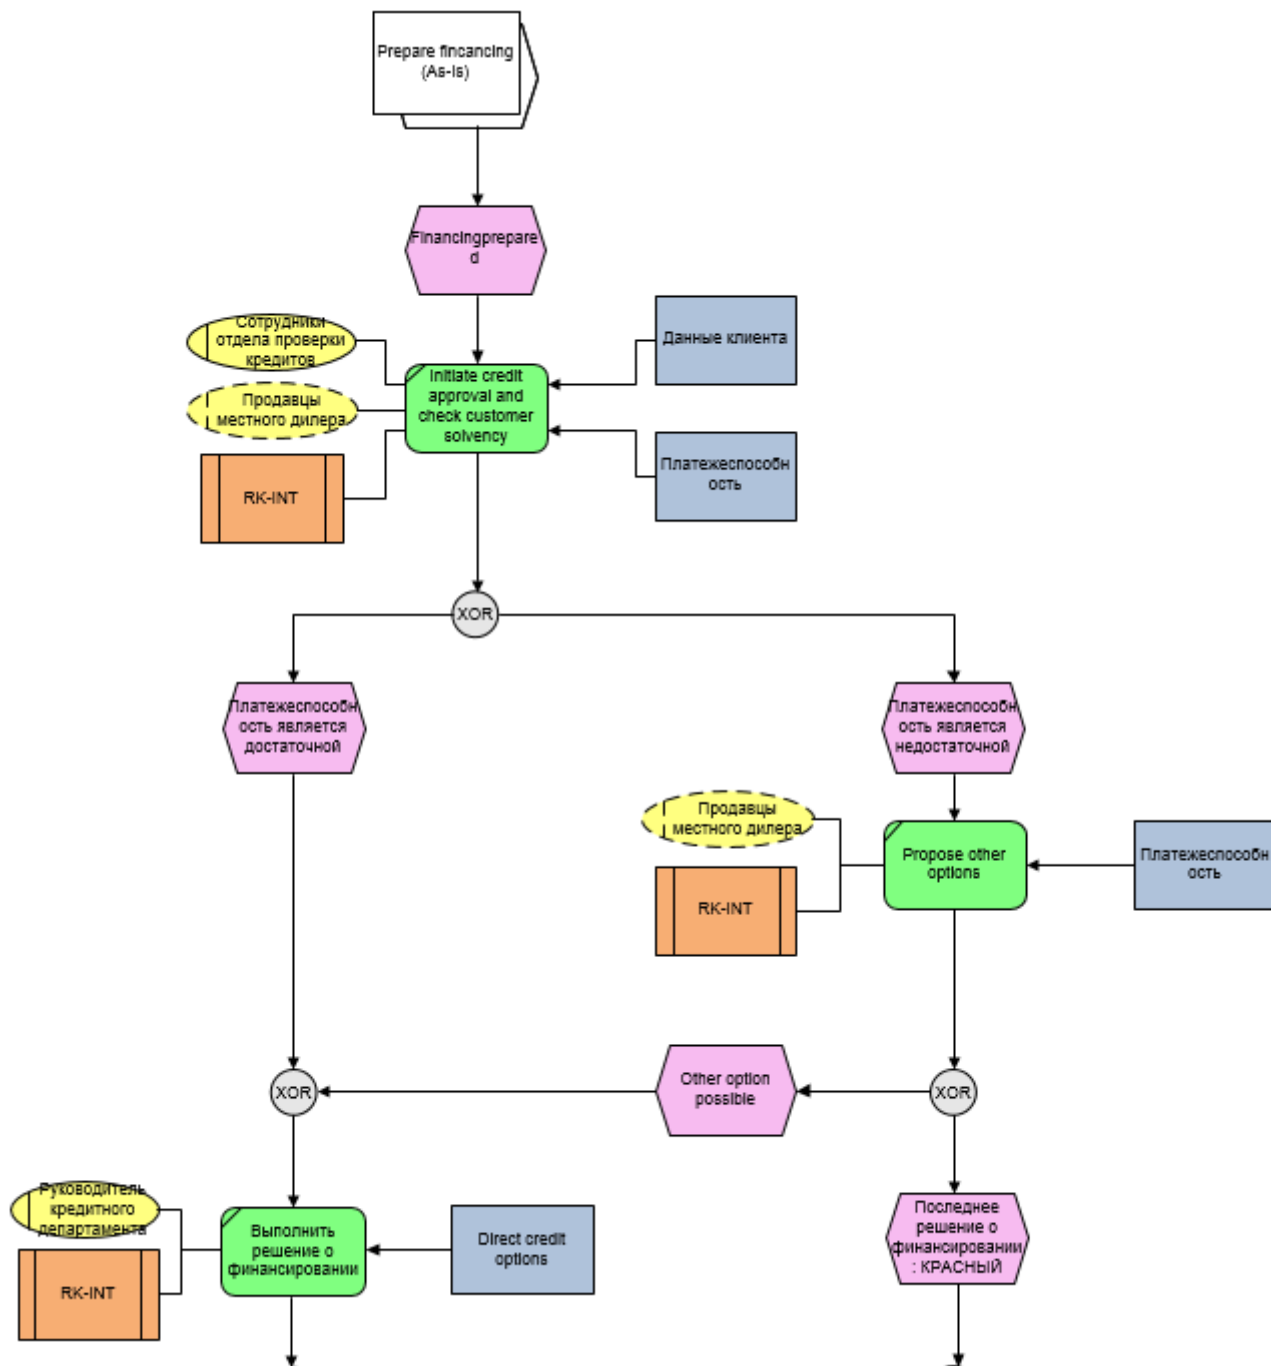 Prepare fincancing
(As-Is)
Financingprepare
d
Сотрудники
отдела проверки
кредитов
Данные клиента
Initiate credit
approval and
check customer
solvency
Продавцы
местного дилера
Платежеспособн
ость
RK-INT
XOR
Платежеспособн
ость является
достаточной
Платежеспособн
ость является
недостаточной
Продавцы
местного дилера
Propose other
options
Платежеспособн
ость
RK-INT
XOR
Other option
possible
XOR
Руководитель
кредитного
департамента
Выполнить
решение о
финансировании
Direct credit
options
Последнее
решение о
финансировании
: КРАСНЫЙ
RK-INT